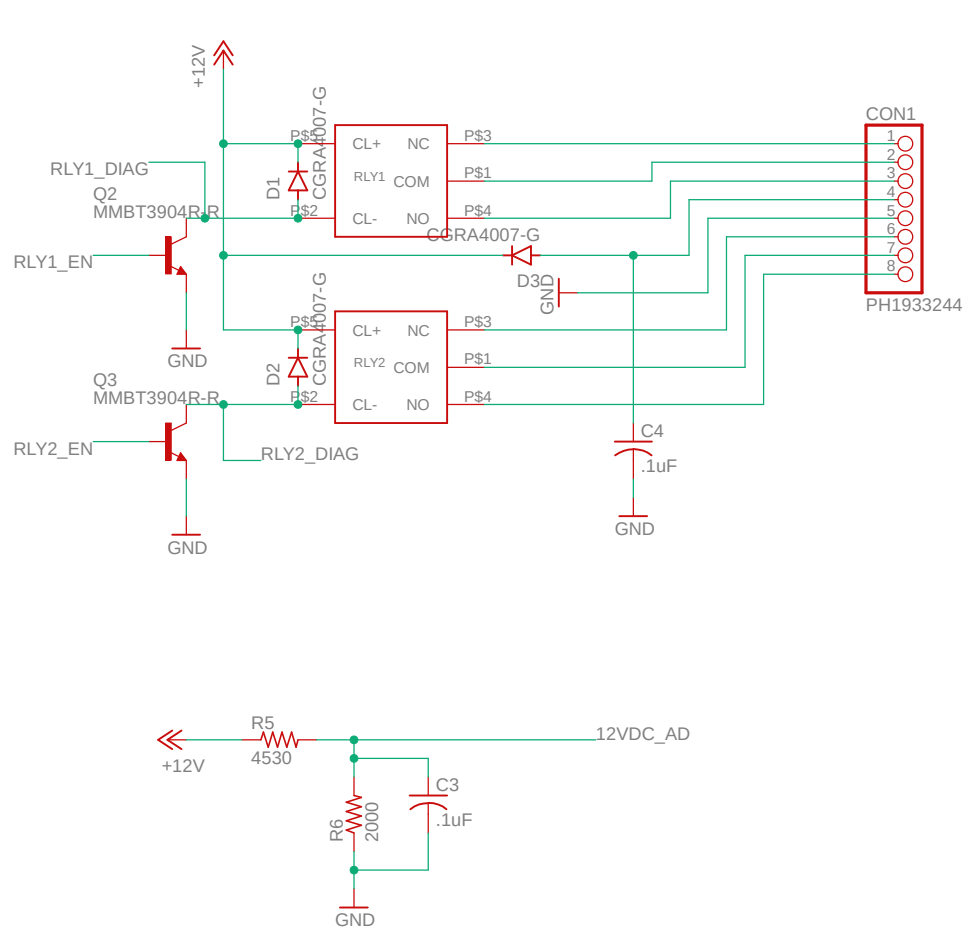 +12V
CON1
P$5
CGRA4007-G
CL+
NC
P$3
1
2
RLY1_DIAG
D1
RLY1
COM
P$1
3
Q2
4
MMBT3904R-R
P$2
CL-
NO
P$4
5
CGRA4007-G
6
RLY1_EN
7
8
D3
GND
PH1933244
P$5
CGRA4007-G
CL+
NC
P$3
GND
D2
RLY2
COM
P$1
Q3
MMBT3904R-R
P$2
CL-
NO
P$4
C4
RLY2_EN
RLY2_DIAG
.1uF
GND
GND
R5
12VDC_AD
4530
+12V
C3
R6
2000
.1uF
GND